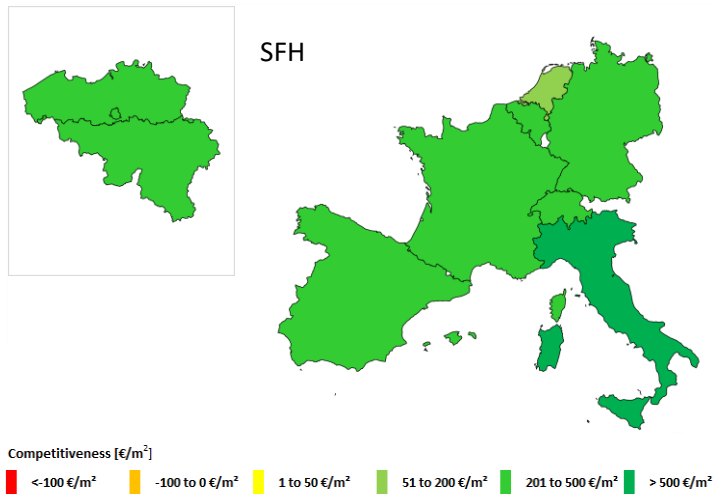 SFH
Competitiveness [€/m²]
<-100 €/m² -100 to 0 €/m² 1 to 50 €/m² 51 to 200 €/m² 201 to 500 €/m² > 500 €/m²